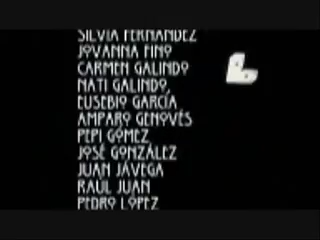 SILVIA FERNÁNDEZ
JOVANNA FINO
CARMEN GALINDO
NATI GALINDO,
EUSEBIO GARCÍA
AMPARO GENOVÉS
PEPI GÓMEZ
JOSÉ GONZÁLEZ
JUAN JÁVEGA
RAÚL JUAN
PEDRO LÓPEZ